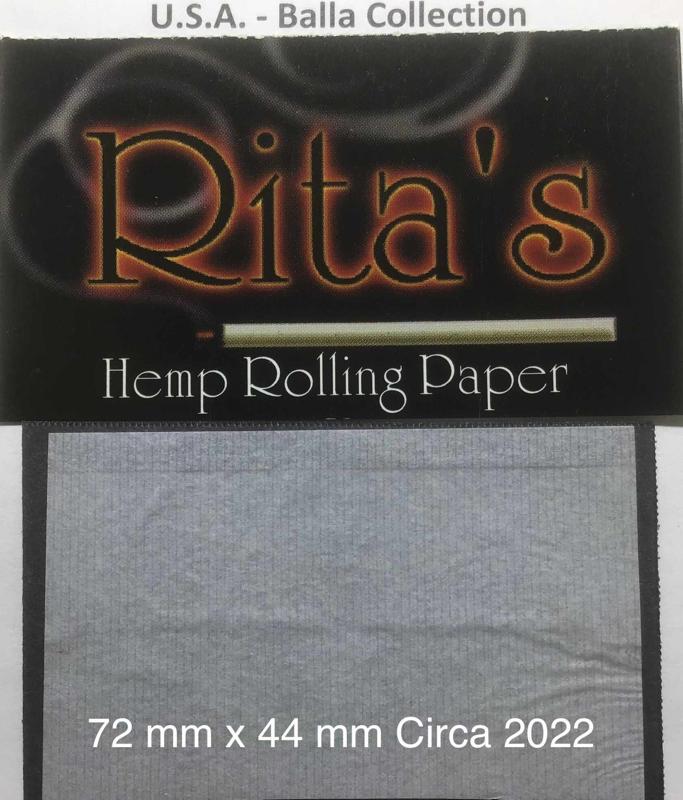 U.S.A. - Balla Collection
Rita's
Hemp Rolling Paper
72 mm x 44 mm Circa 2022